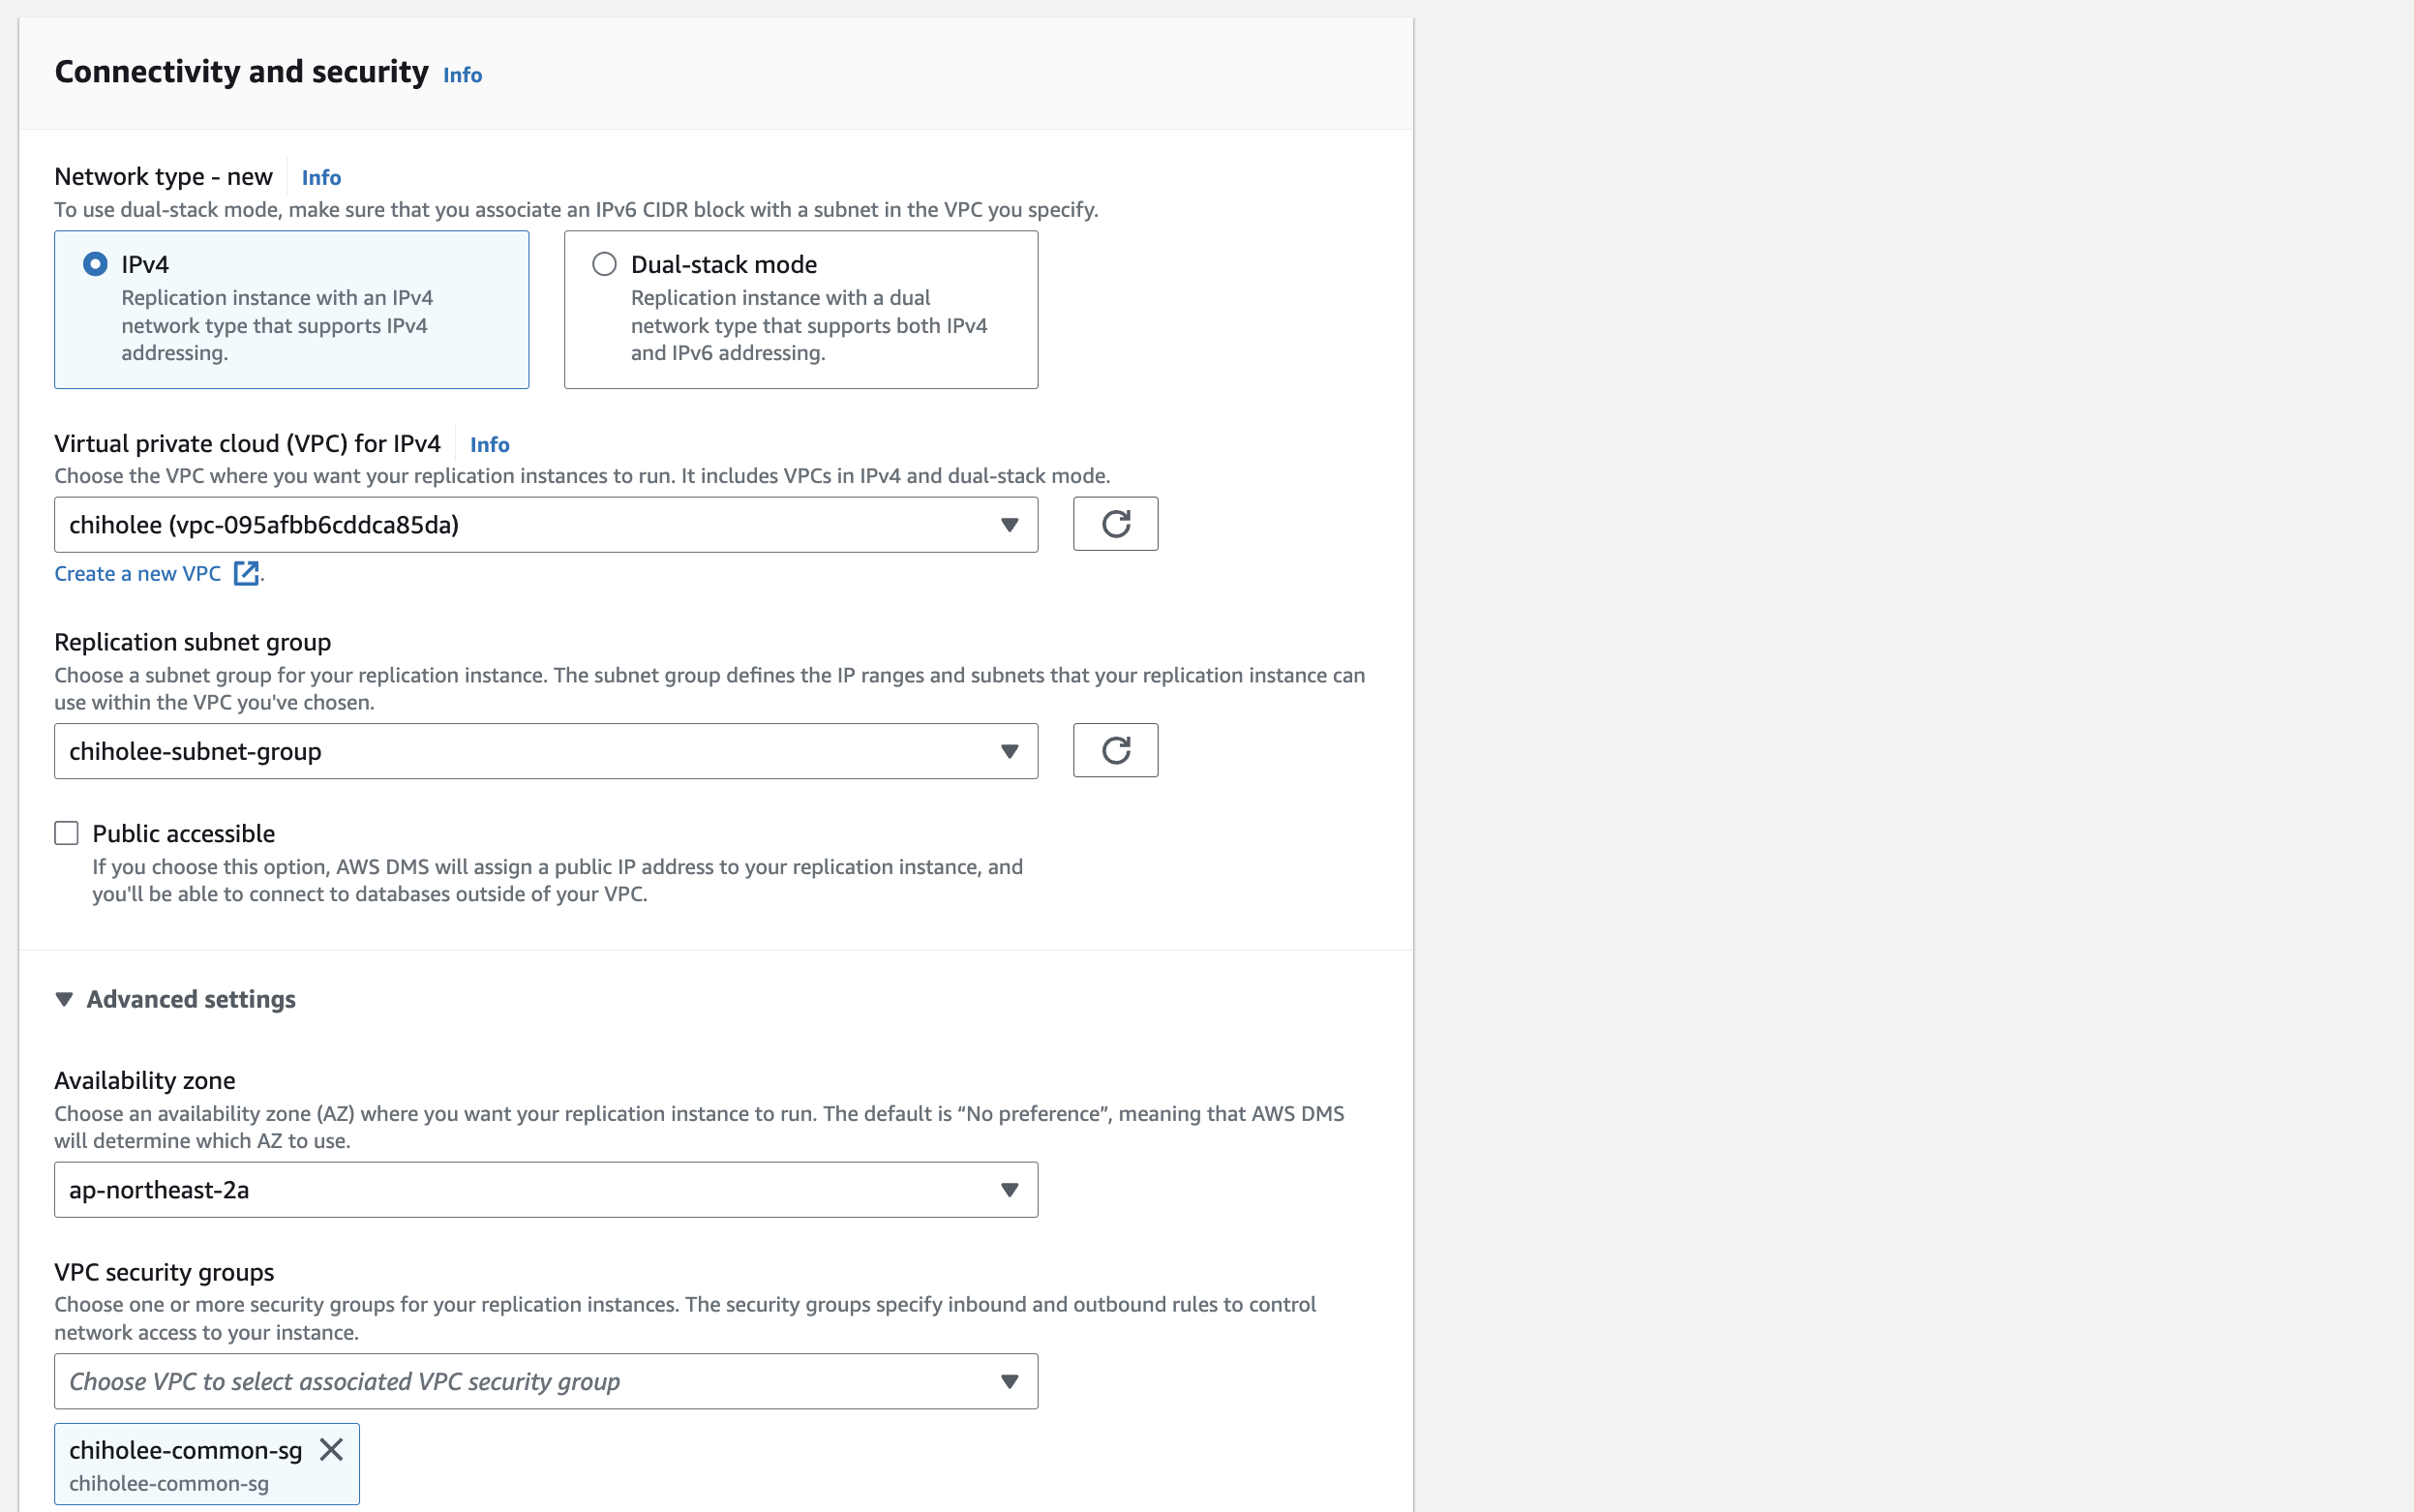 Connectivity and security Info
Network type - new Info
To use dual-stack mode, make sure that you associate an IPv6 CIDR block with a subnet in the VPC you specify.
IPv4
Replication instance with an IPv4
network type that supports IPv4
addressing.
Dual-stack mode
Replication instance with a dual
network type that supports both IPv4
and IPv6 addressing.
Virtual private cloud (VPC) for IPv4 Info
Choose the VPC where you want your replication instances to run. It includes VPCs in IPv4 and dual-stack mode.
chiholee (vpc-095afbb6cddca85da)
Create a new VPC .
Replication subnet group
Choose a subnet group for your replication instance. The subnet group defines the IP ranges and subnets that your replication instance can
use within the VPC you've chosen.
chiholee-subnet-group
Public accessible
If you choose this option, AWS DMS will assign a public IP address to your replication instance, and
you'll be able to connect to databases outside of your VPC.
Advanced settings
Availability zone
Choose an availability zone (AZ) where you want your replication instance to run. The default is “No preference”, meaning that AWS DMS
will determine which AZ to use.
ap-northeast-2a
VPC security groups
Choose one or more security groups for your replication instances. The security groups specify inbound and outbound rules to control
network access to your instance.
Choose VPC to select associated VPC security group
chiholee-common-sg
chiholee-common-sg